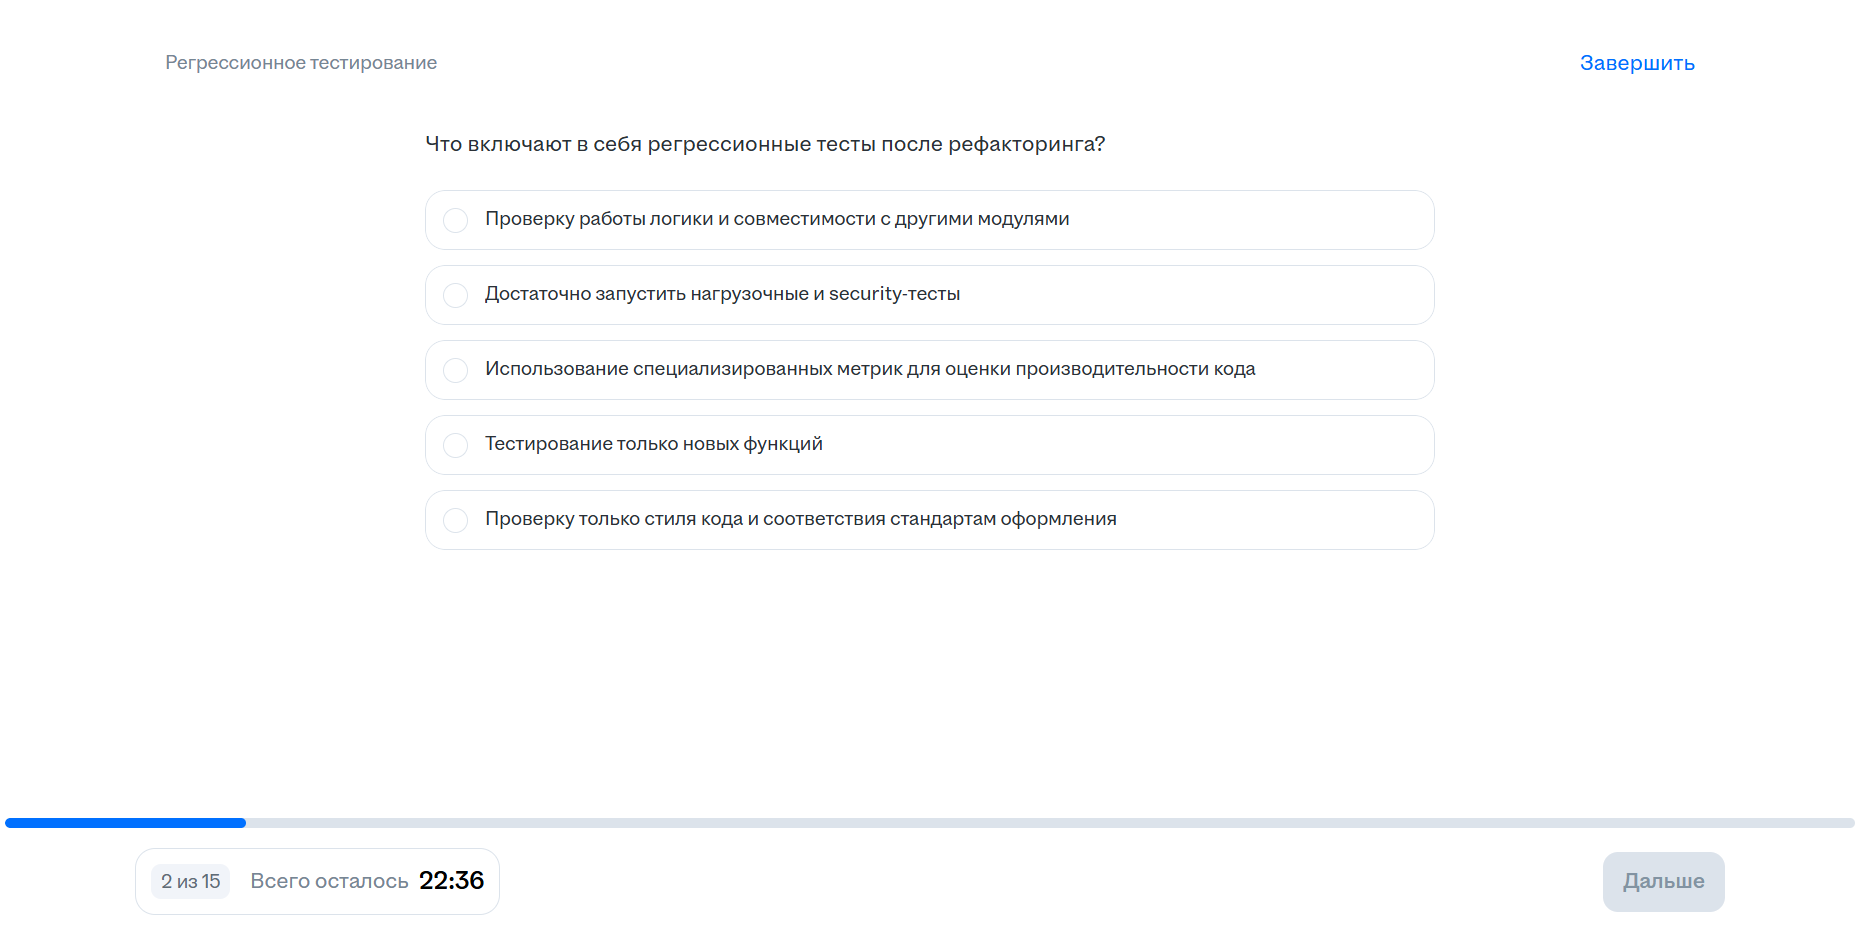 Регрессионное тестирование
Завершить
Что включают в себя регрессионные тесты после рефакторинга?
Проверку работы логики и совместимости с другими модулями
Достаточно запустить нагрузочные и security-тесты
Использование специализированных метрик для оценки производительности кода
Тестирование только новых функций
Проверку только стиля кода и соответствия стандартам оформления
2 из 15
Всего осталось 22:36
Дальше